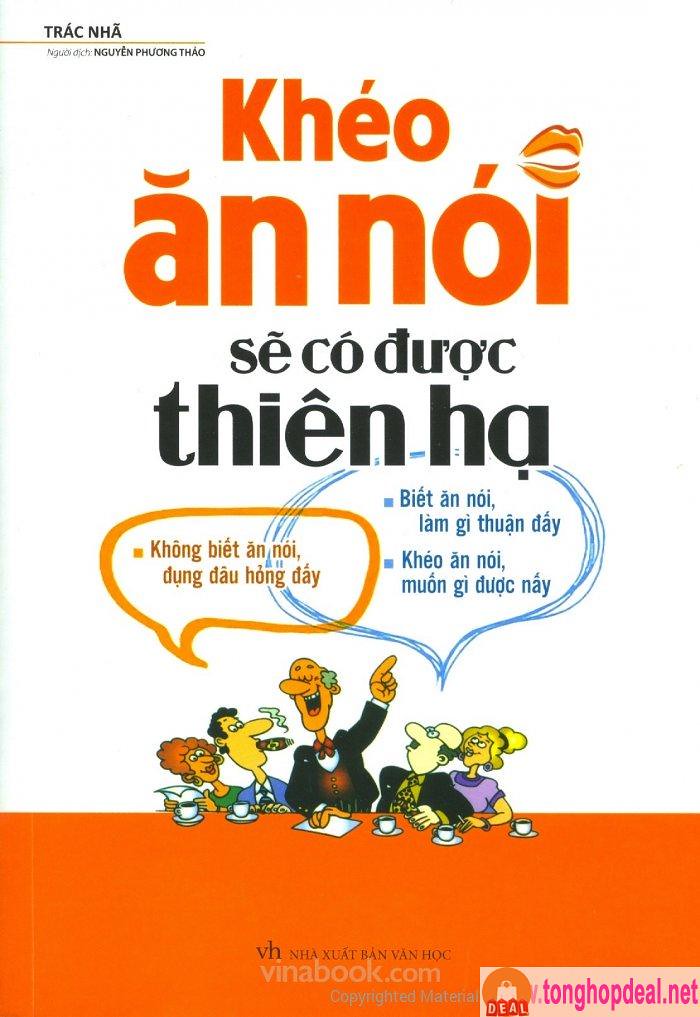 TRÁC NHÃ
Người dịch: NGUYỄN PHƯƠNG THẢO
Khéo
ăn nói
sẽ có được
thiên hạ
Không biết ăn nói,
đụng đâu hỏng đấy
Biết ăn nói,
làm gì thuận đấy
Khéo ăn nói,
muốn gì được nấy
vh NHÀ XUẤT BẢN VĂN HỌC
vinabook.com
Copyrighted Material
DEAL
.tonghopdeal.net